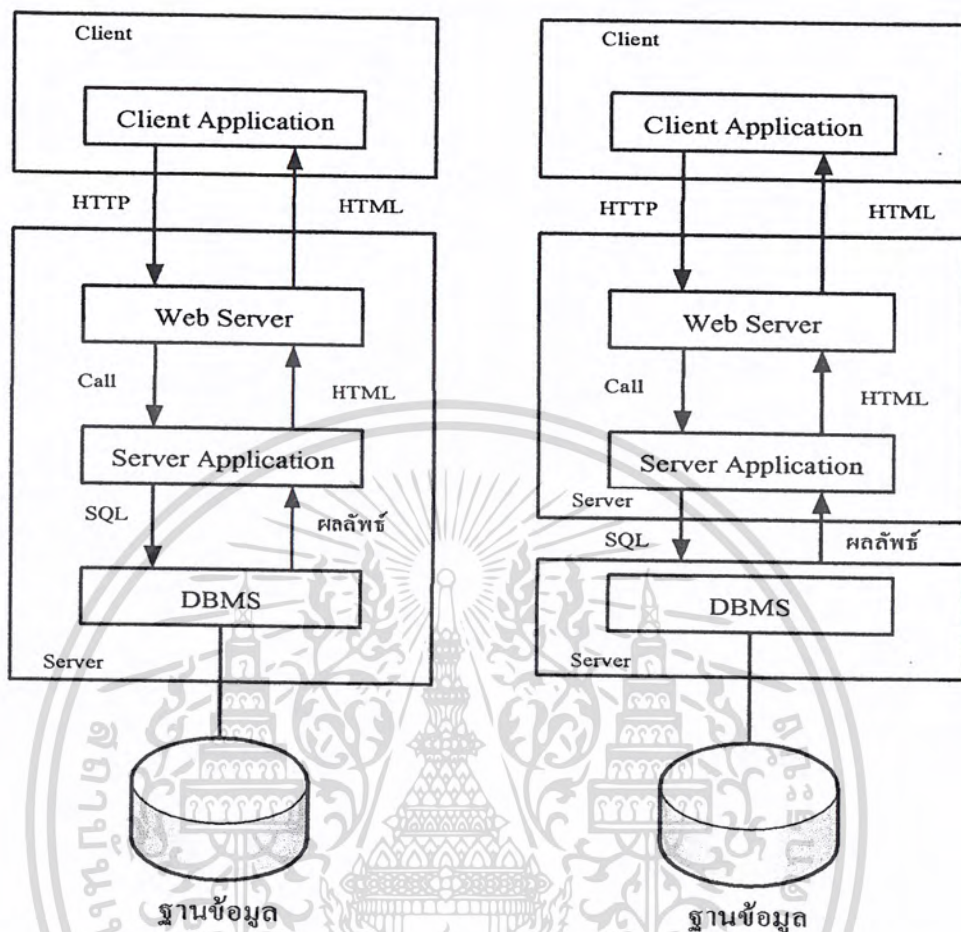 Client
Client Application
HTTP
HTML
Web Server
Call
HTML
Server Application
SQL
ผลลัพธ์
DBMS
Server
ฐานข้อมูล
Client
Client Application
HTTP
HTML
Web Server
Call
HTML
Server Application
Server
SQL
ผลลัพธ์
DBMS
Server
ฐานข้อมูล